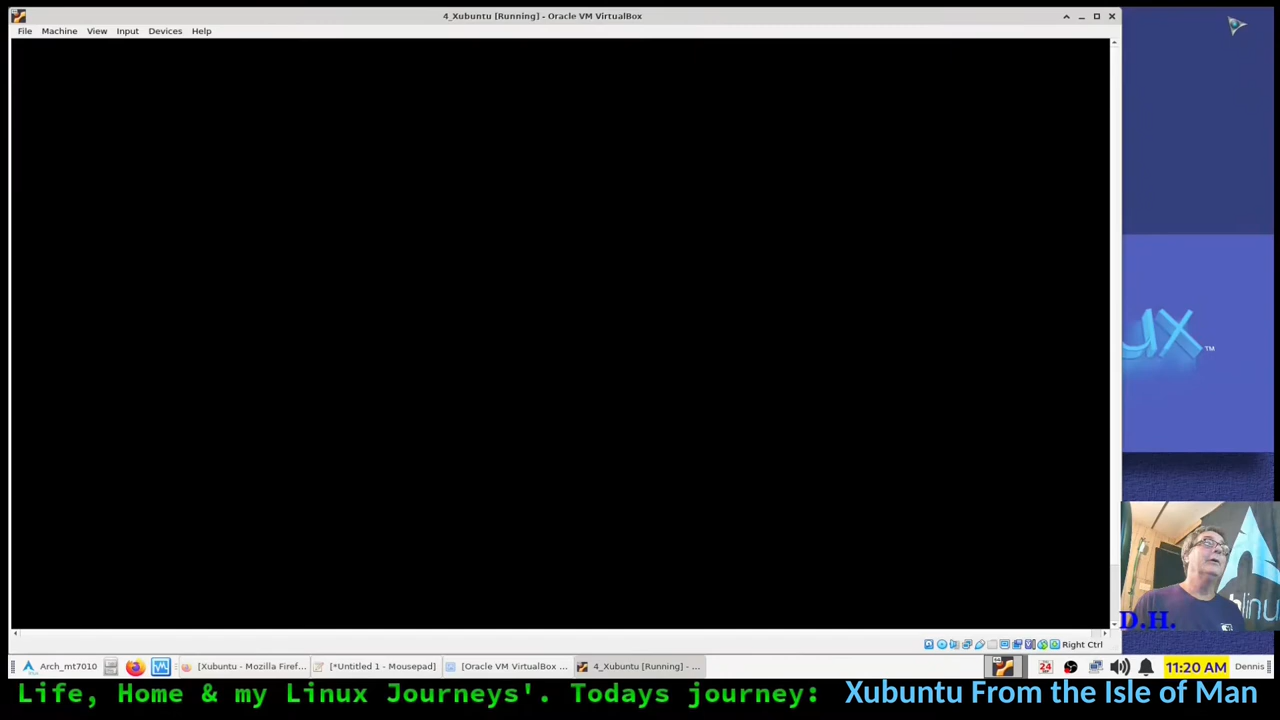 4_Xubuntu [Running] - Oracle VM VirtualBox
File Machine View Input Devices Help
ux™
Right Ctrl
D.H.
Arch_mt7010 [Xubuntu - Mozilla Firef... [*Untitled 1 - Mousepad] [Oracle VM VirtualBox ... 4_Xubuntu [Running] - ... 24 11:20 AM Dennis
Life, Home & my Linux Journeys'. Todays journey: Xubuntu From the Isle of Man